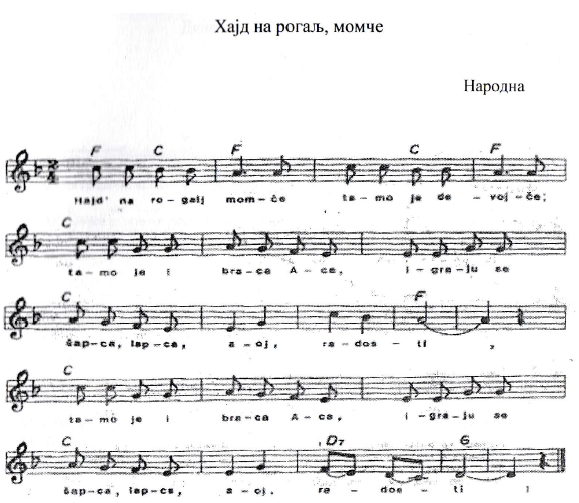 Хајд на рогаљ, момче
Народна
F C F C F
Hajd' na ro-galj mom-če ta-mo je de-voj-če;
C
ta-mo je i bra-ca A-ca, i-gra-ju se
C F
šap-ca, lap-ca, a-oj, ra-dos-ti,
C
ta-mo je i bra-ca A-ca, i-gra-ju se
C D7 G
šap-ca, lap-ca, a-oj, ra-dos-ti !